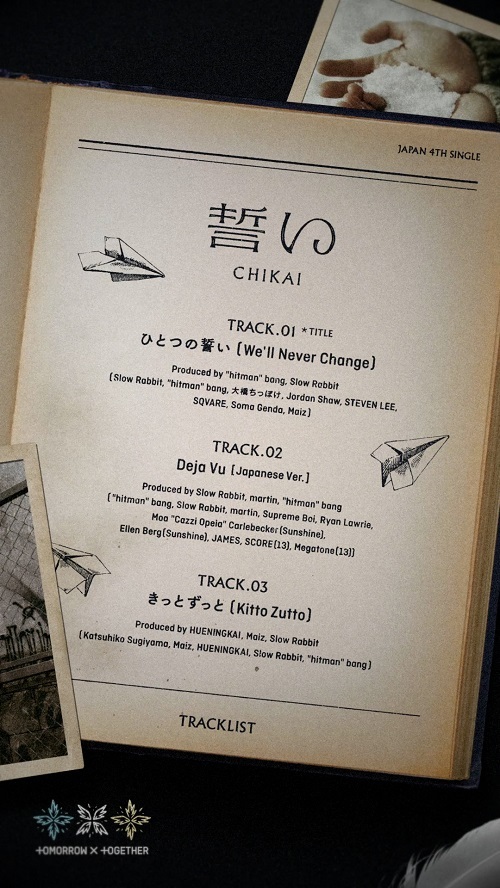 JAPAN 4TH SINGLE
誓い
CHIKAI
TRACK.01 *TITLE
ひとつの誓い (We'll Never Change)
Produced by "hitman" bang, Slow Rabbit
(Slow Rabbit, "hitman" bang, 大橋ちっぽけ, Jordan Shaw, STEVEN LEE,
SQVARE, Soma Genda, Maiz)
TRACK.02
Deja Vu [Japanese Ver.]
Produced by Slow Rabbit, martin, "hitman" bang
("hitman" bang, Slow Rabbit, martin, Supreme Boi, Ryan Lawrie,
Moa "Cazzi Opeia" Carlebecker(Sunshine),
Ellen Berg(Sunshine), JAMES, SCORE(13), Megatone(13))
TRACK.03
きっとずっと (Kitto Zutto)
Produced by HUENINGKAI, Maiz, Slow Rabbit
(Katsuhiko Sugiyama, Maiz, HUENINGKAI, Slow Rabbit, "hitman" bang)
TRACKLIST
TOMORROW X TOGETHER